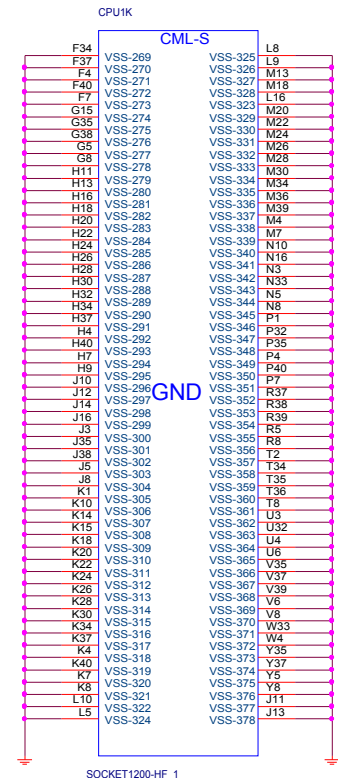 CPU1K
CML-S
F34 VSS-269 VSS-325 L8
F37 VSS-270 VSS-326 L9
F4 VSS-271 VSS-327 M13
F40 VSS-272 VSS-328 M18
F7 VSS-273 VSS-323 L16
G15 VSS-274 VSS-329 M20
G35 VSS-275 VSS-330 M22
G38 VSS-276 VSS-331 M24
G5 VSS-277 VSS-332 M26
G8 VSS-278 VSS-333 M28
H11 VSS-279 VSS-334 M30
H13 VSS-280 VSS-335 M34
H16 VSS-281 VSS-336 M36
H18 VSS-282 VSS-337 M39
H20 VSS-283 VSS-338 M4
H22 VSS-284 VSS-339 M7
H24 VSS-285 VSS-340 N10
H26 VSS-286 VSS-341 N16
H28 VSS-287 VSS-342 N3
H30 VSS-288 VSS-343 N33
H32 VSS-289 VSS-344 N5
H34 VSS-290 VSS-345 N8
H37 VSS-291 VSS-346 P1
H4 VSS-292 VSS-347 P32
H40 VSS-293 VSS-348 P35
H7 VSS-294 VSS-349 P4
H9 VSS-295 VSS-350 P40
J10 VSS-296 VSS-351 P7
GND
J12 VSS-297 VSS-352 R37
J14 VSS-298 VSS-353 R38
J16 VSS-299 VSS-354 R39
J3 VSS-300 VSS-355 R5
J35 VSS-301 VSS-356 R8
J38 VSS-302 VSS-357 T2
J5 VSS-303 VSS-358 T34
J8 VSS-304 VSS-359 T35
K1 VSS-305 VSS-360 T36
K10 VSS-306 VSS-361 T8
K14 VSS-307 VSS-362 U3
K15 VSS-308 VSS-363 U32
K18 VSS-309 VSS-364 U4
K20 VSS-310 VSS-365 U6
K22 VSS-311 VSS-366 V35
K24 VSS-312 VSS-367 V37
K26 VSS-313 VSS-368 V39
K28 VSS-314 VSS-369 V6
K30 VSS-315 VSS-370 V8
K34 VSS-316 VSS-371 W33
K37 VSS-317 VSS-372 W4
K4 VSS-318 VSS-373 Y35
K40 VSS-319 VSS-374 Y37
K7 VSS-320 VSS-375 Y5
K8 VSS-321 VSS-376 Y8
L10 VSS-322 VSS-377 J11
L5 VSS-324 VSS-378 J13
SOCKET1200-HF_1